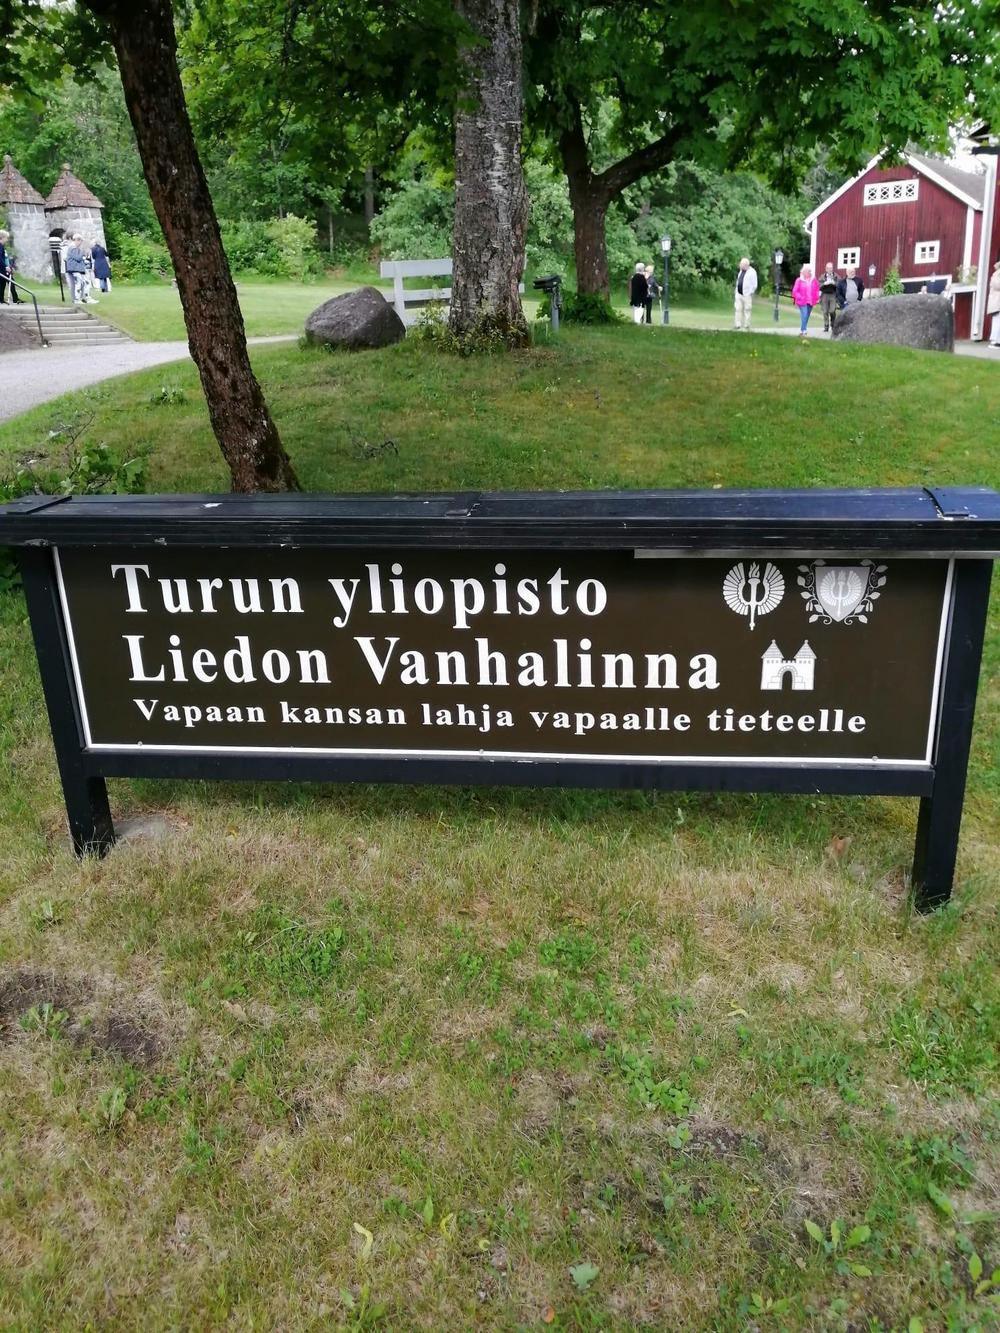 Turun yliopisto
Liedon Vanhalinna
Vapaan kansan lahja vapaalle tieteelle